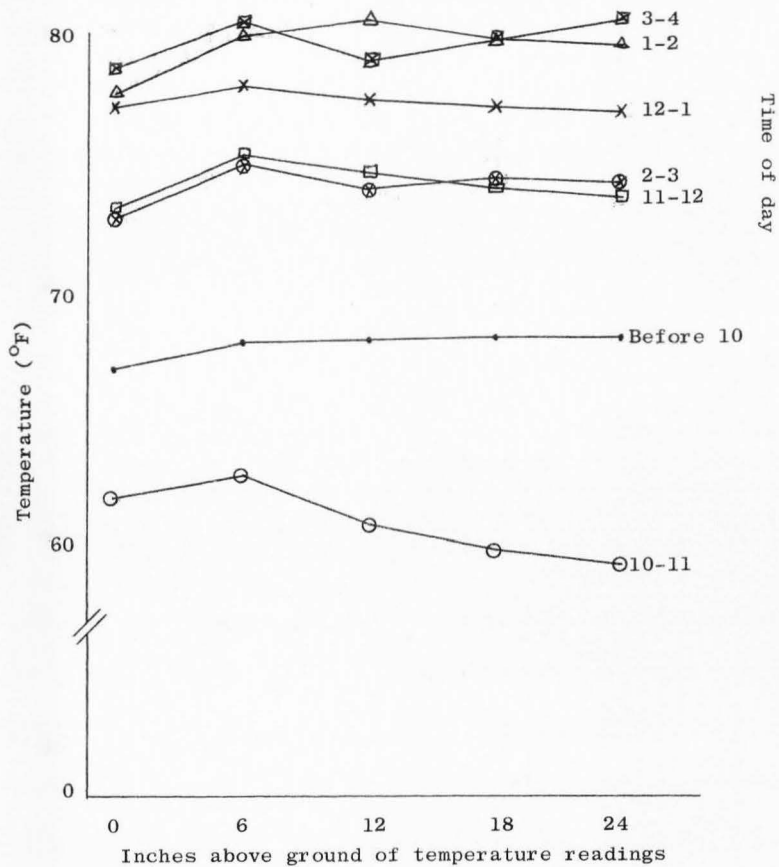 80
70
60
0
Temperature (°F)
3-4
1-2
12-1
2-3
11-12
Before 10
10-11
Time of day
0 6 12 18 24
Inches above ground of temperature readings